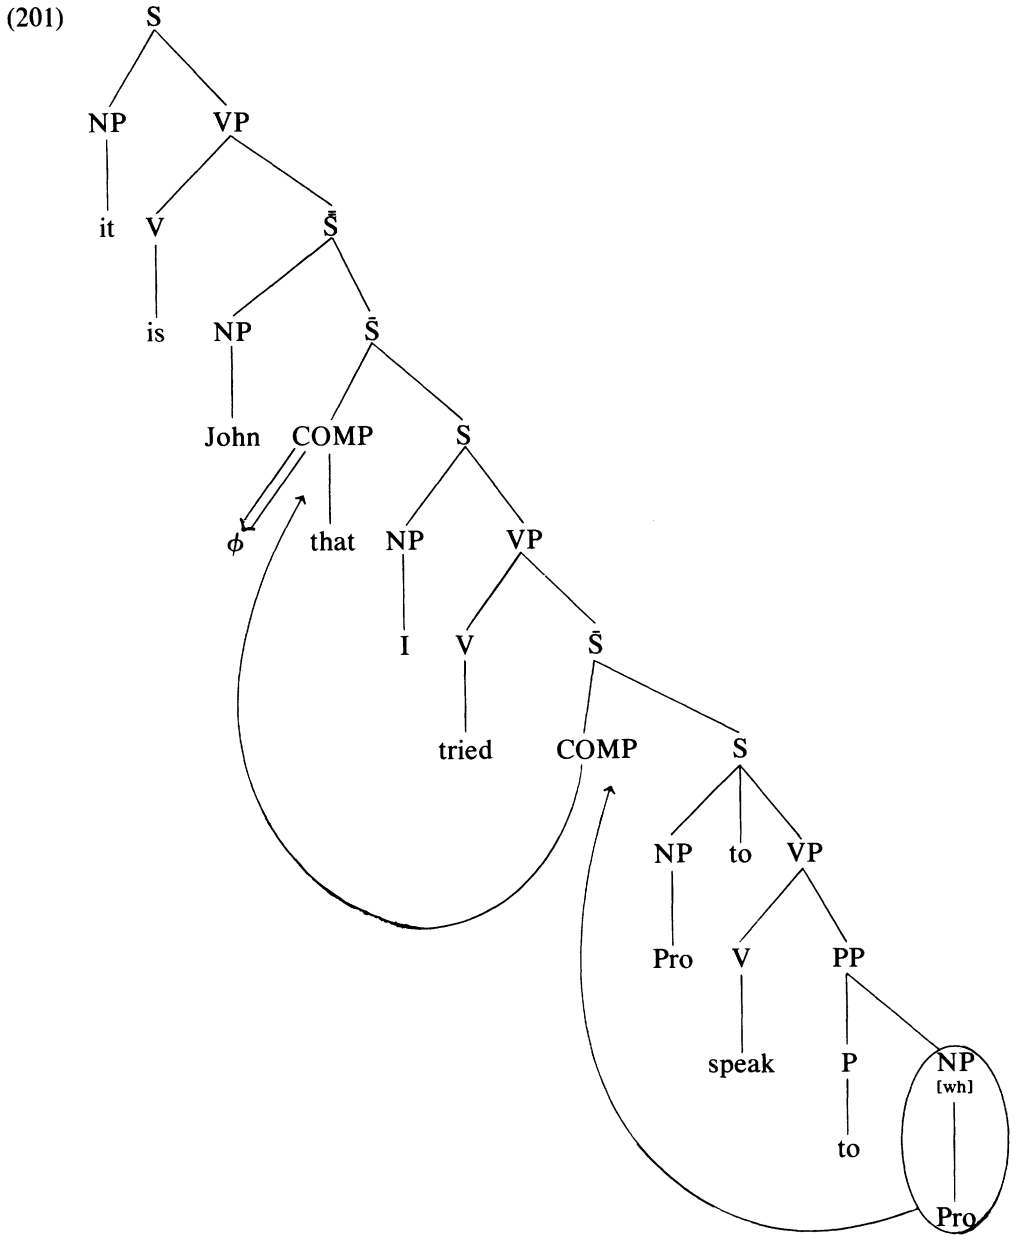 (201) S
NP VP
it V S̿
is NP S̄
John COMP S
ϕ that NP VP
I V S̄
tried COMP S
NP to VP
Pro V PP
speak P NP
[wh]
to
Pro